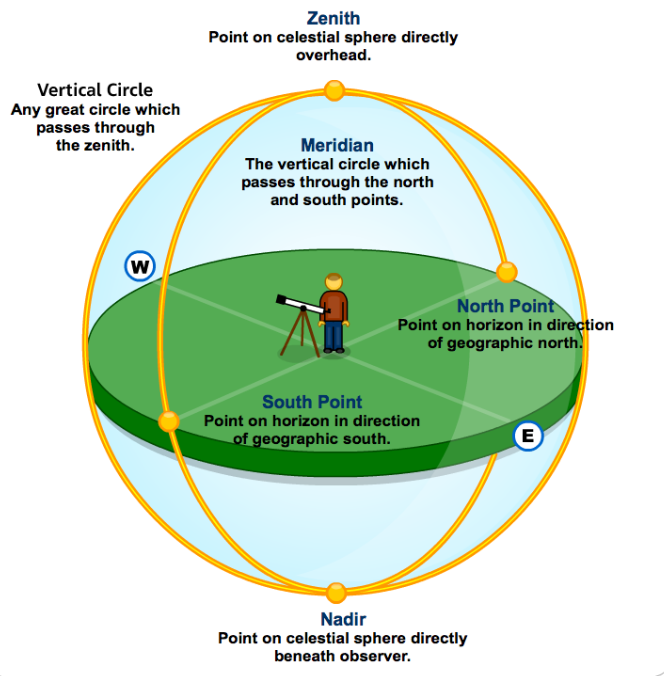 Zenith
Point on celestial sphere directly
overhead.
Vertical Circle
Any great circle which
passes through
the zenith.
Meridian
The vertical circle which
passes through the north
and south points.
W
North Point
Point on horizon in direction
of geographic north.
South Point
Point on horizon in direction
of geographic south.
E
Nadir
Point on celestial sphere directly
beneath observer.